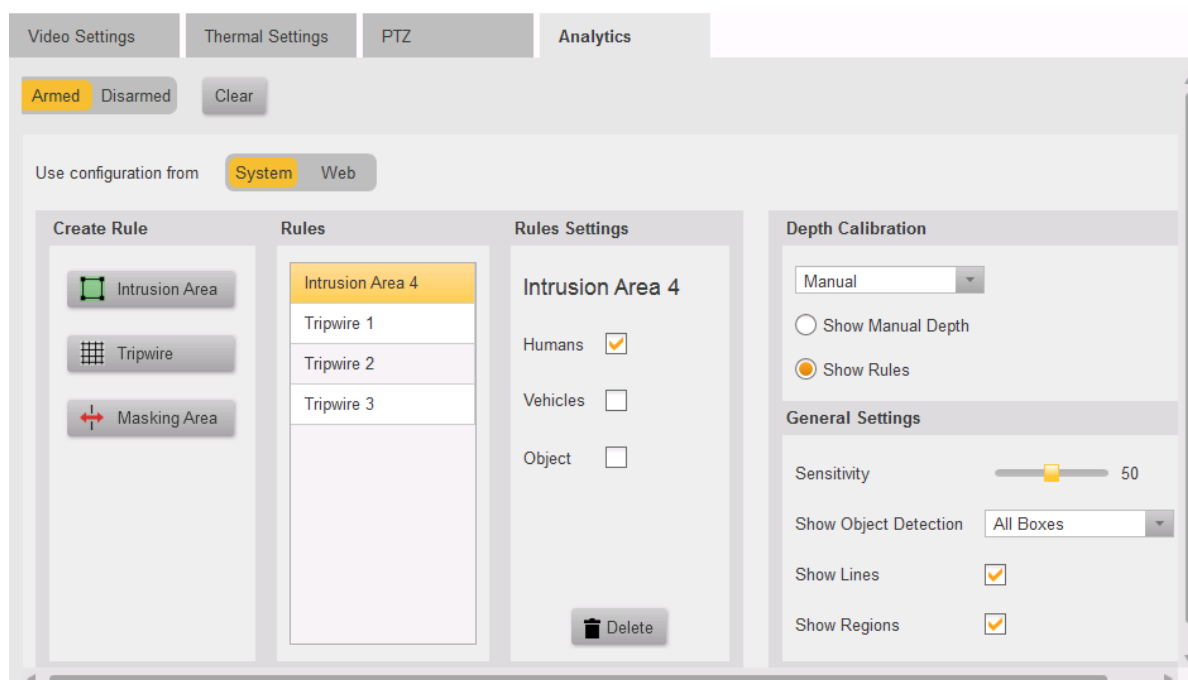 Video Settings
Thermal Settings
PTZ
Analytics
Armed
Disarmed
Clear
Use configuration from
System
Web
Create Rule
Intrusion Area
Tripwire
Masking Area
Rules
Intrusion Area 4
Tripwire 1
Tripwire 2
Tripwire 3
Rules Settings
Intrusion Area 4
Humans
Vehicles
Object
Delete
Depth Calibration
Manual
Show Manual Depth
Show Rules
General Settings
Sensitivity
50
Show Object Detection
All Boxes
Show Lines
Show Regions